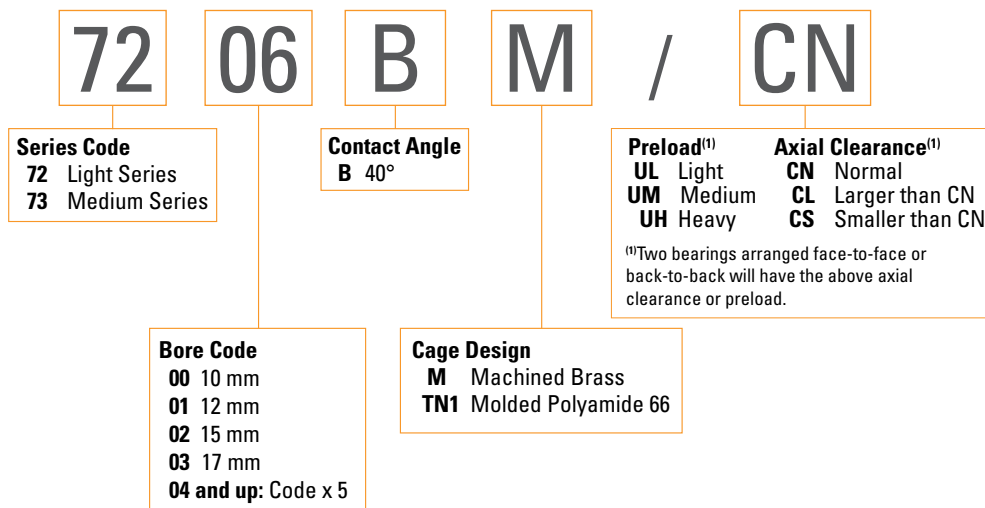 72 06 B M / CN
Series Code
72 Light Series
73 Medium Series
Contact Angle
B 40°
Preload(1) Axial Clearance(1)
UL Light CN Normal
UM Medium CL Larger than CN
UH Heavy CS Smaller than CN
(1)Two bearings arranged face-to-face or
back-to-back will have the above axial
clearance or preload.
Bore Code
00 10 mm
01 12 mm
02 15 mm
03 17 mm
04 and up: Code x 5
Cage Design
M Machined Brass
TN1 Molded Polyamide 66